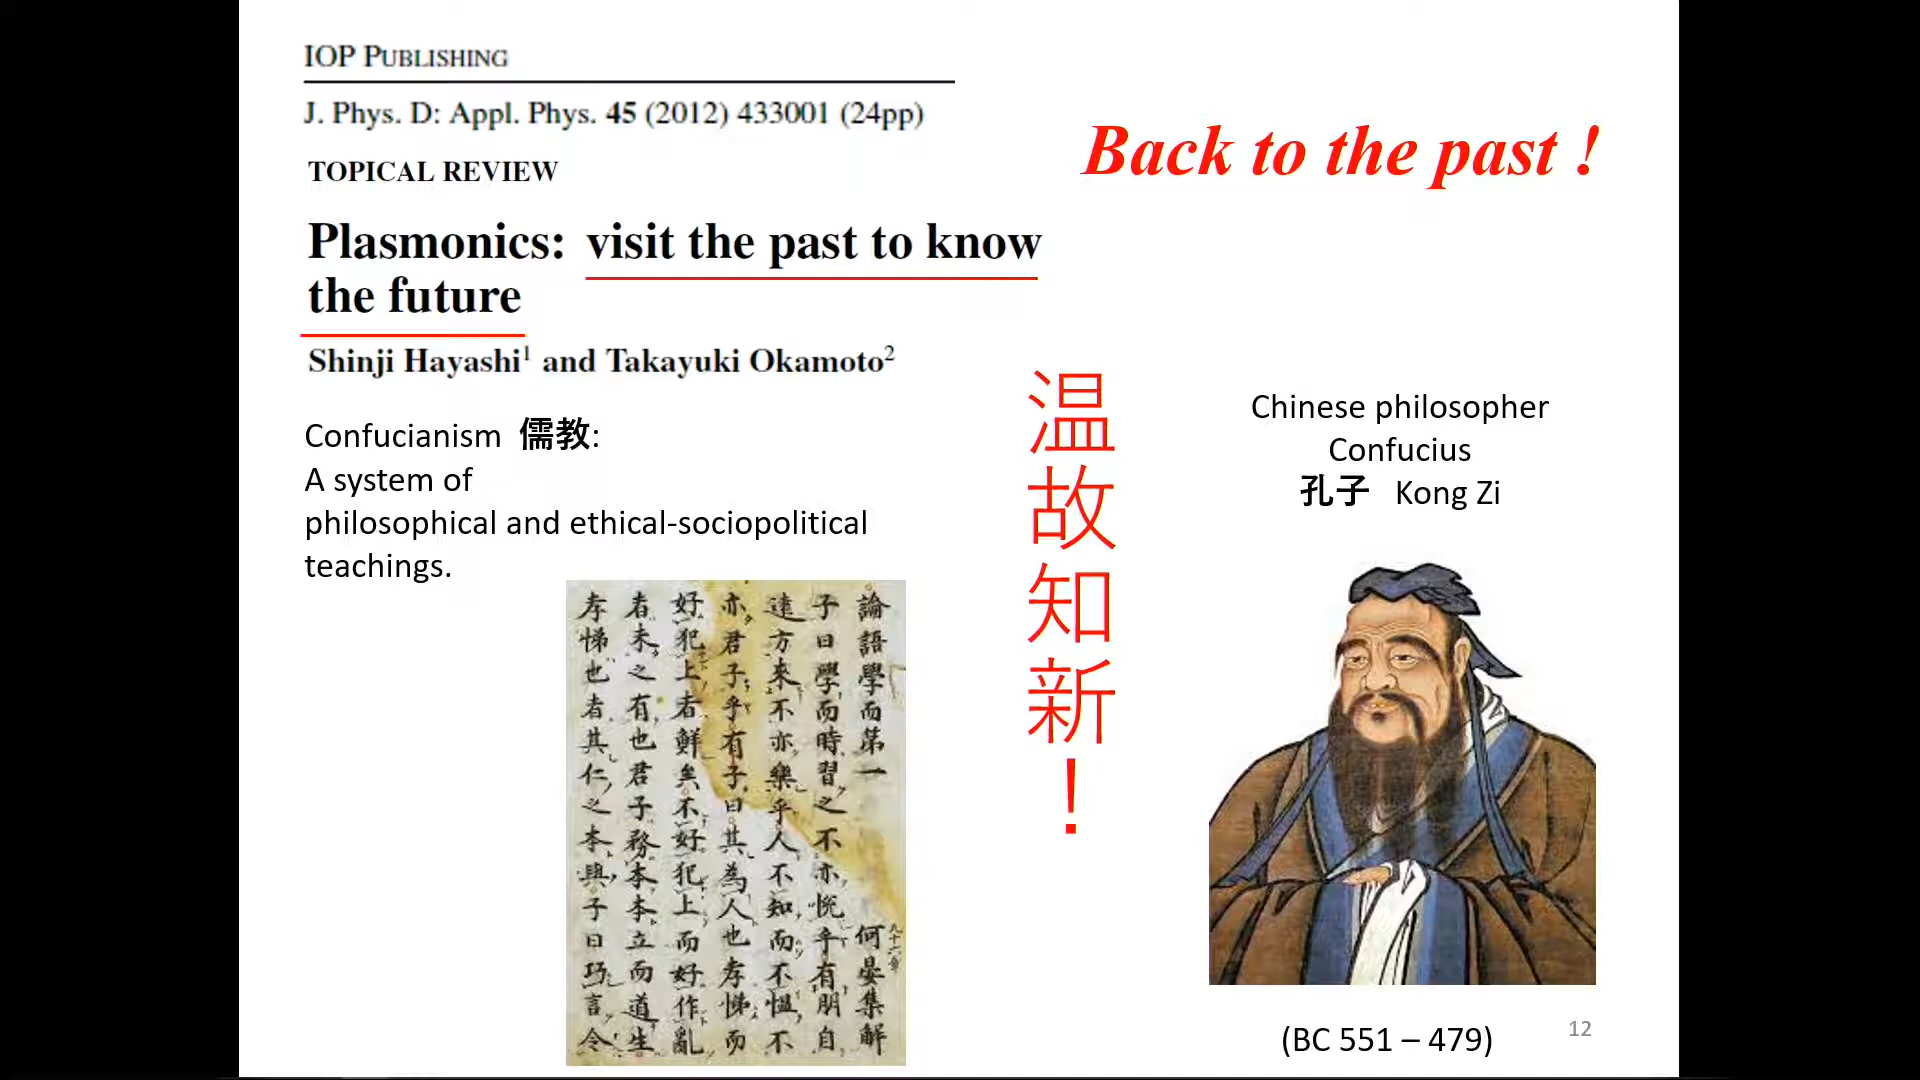 IOP PUBLISHING
J. Phys. D: Appl. Phys. 45 (2012) 433001 (24pp)
TOPICAL REVIEW
Back to the past !
Plasmonics: visit the past to know
the future
Shinji Hayashi1 and Takayuki Okamoto2
Confucianism 儒教:
A system of
philosophical and ethical-sociopolitical
teachings.
温故知新!
Chinese philosopher
Confucius
孔子 Kong Zi
論語學而第一 何晏集解
子曰學而時習之不亦悦乎有朋自
遠方来不亦樂乎人不知而不愠不
亦君子乎有子曰其為人也孝悌而
好犯上者鮮矣不好犯上而好作亂
者未之有也君子務本本立而道生
孝悌也者其仁之本與子曰巧言令
(BC 551 – 479)
12